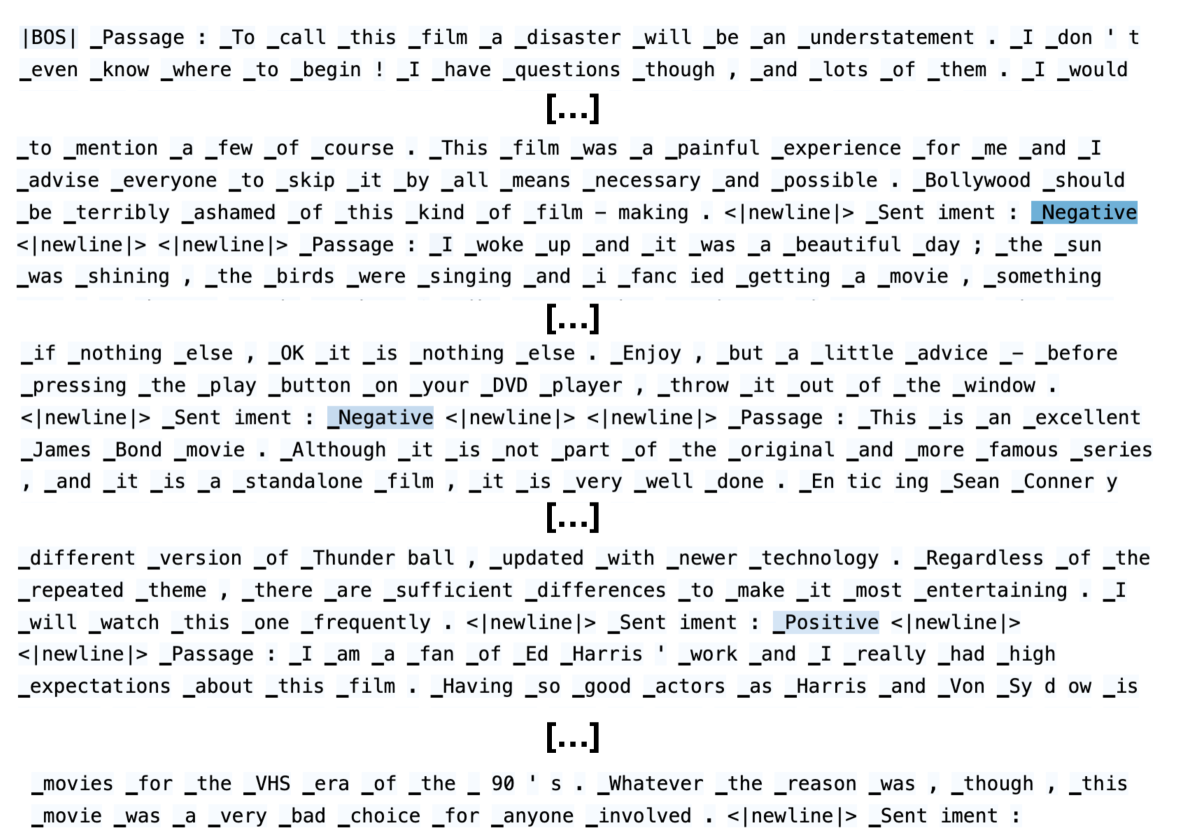 |BOS| _Passage : _To _call _this _film _a _disaster _will _be _an _understatement . _I _don ' t
_even _know _where _to _begin ! _I _have _questions _though , _and _lots _of _them . _I _would
[...]
_to _mention _a _few _of _course . _This _film _was _a _painful _experience _for _me _and _I
_advise _everyone _to _skip _it _by _all _means _necessary _and _possible . _Bollywood _should
_be _terribly _ashamed _of _this _kind _of _film – making . <|newline|> _Sent iment : _Negative
<|newline|> <|newline|> _Passage : _I _woke _up _and _it _was _a _beautiful _day ; _the _sun
_was _shining , _the _birds _were _singing _and _i _fanc ied _getting _a _movie , _something
[...]
_if _nothing _else , _OK _it _is _nothing _else . _Enjoy , _but _a _little _advice _– _before
_pressing _the _play _button _on _your _DVD _player , _throw _it _out _of _the _window .
<|newline|> _Sent iment : _Negative <|newline|> <|newline|> _Passage : _This _is _an _excellent
_James _Bond _movie . _Although _it _is _not _part _of _the _original _and _more _famous _series
, _and _it _is _a _standalone _film , _it _is _very _well _done . _En tic ing _Sean _Conner y
[...]
_different _version _of _Thunder ball , _updated _with _newer _technology . _Regardless _of _the
_repeated _theme , _there _are _sufficient _differences _to _make _it _most _entertaining . _I
_will _watch _this _one _frequently . <|newline|> _Sent iment : _Positive <|newline|>
<|newline|> _Passage : _I _am _a _fan _of _Ed _Harris ' _work _and _I _really _had _high
_expectations _about _this _film . _Having _so _good _actors _as _Harris _and _Von _Sy d ow _is
[...]
_movies _for _the _VHS _era _of _the _ 90 ' s . _Whatever _the _reason _was , _though , _this
_movie _was _a _very _bad _choice _for _anyone _involved . <|newline|> _Sent iment :